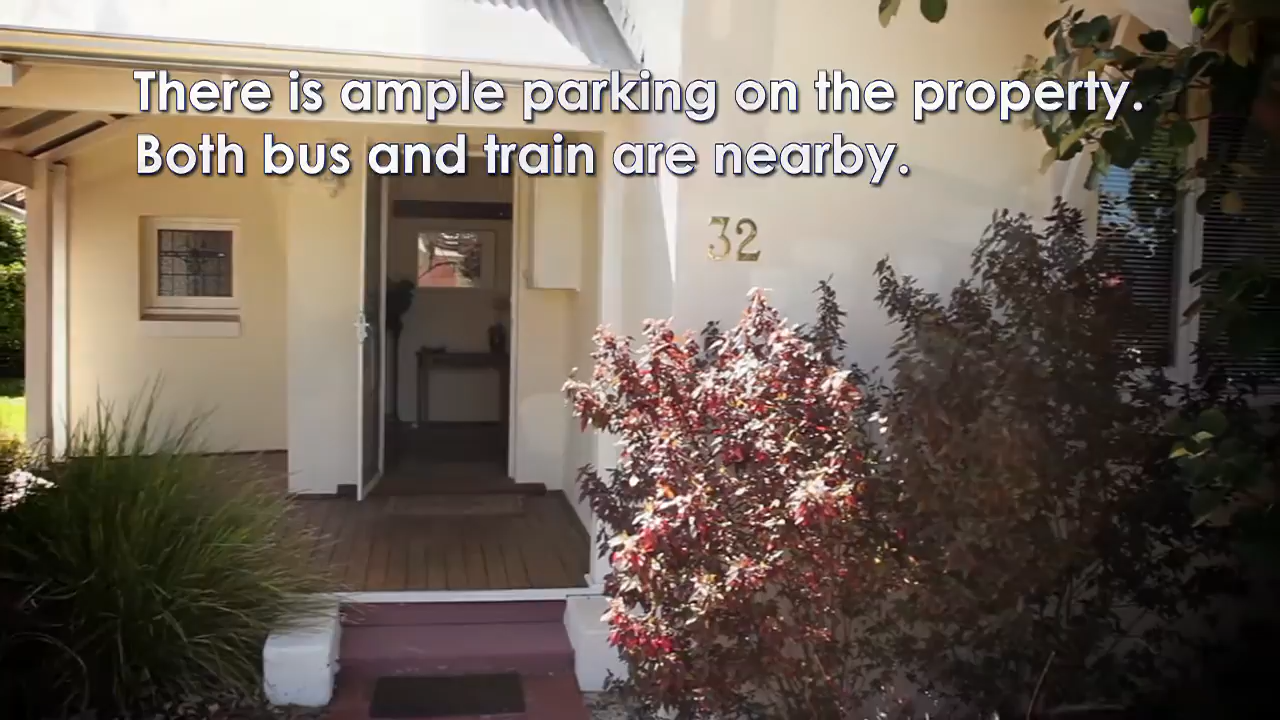 There is ample parking on the property.
Both bus and train are nearby.
32